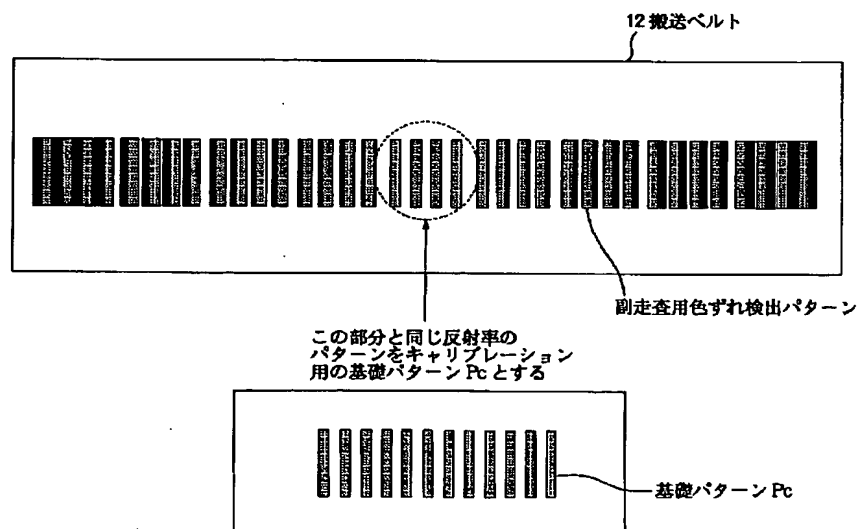 12 搬送ベルト
副走査用色ずれ検出パターン
この部分と同じ反射率の
パターンをキャリブレーション
用の基礎パターン Pcとする
基礎パターン Pc